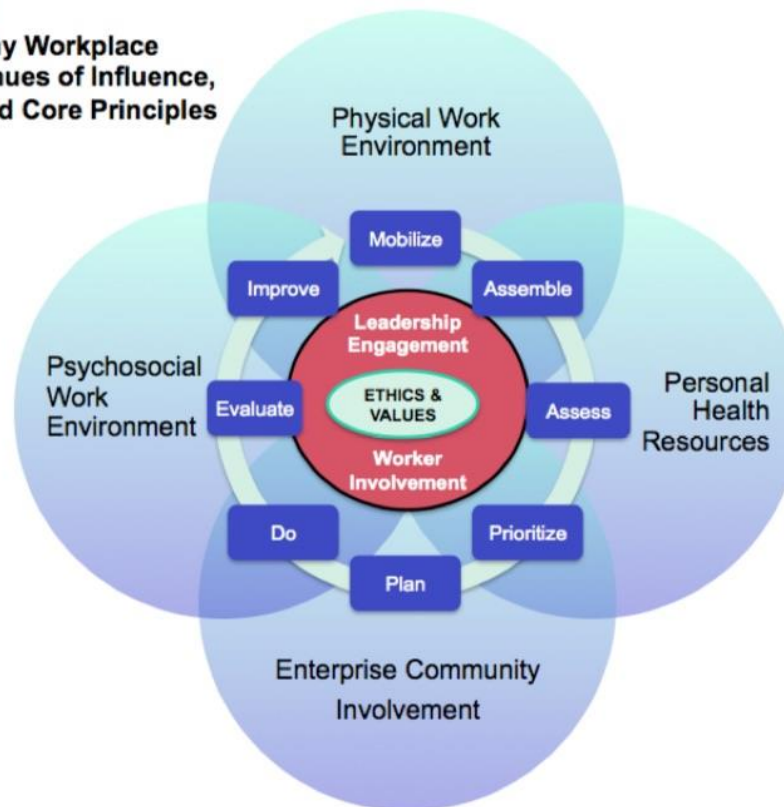 Workplace
of Influence,
Core Principles
Physical Work
Environment
Mobilize
Improve
Assemble
Leadership
Engagement
Psychosocial
Work
Environment
Evaluate
ETHICS &
VALUES
Assess
Personal
Health
Resources
Worker
Involvement
Do
Prioritize
Plan
Enterprise Community
Involvement